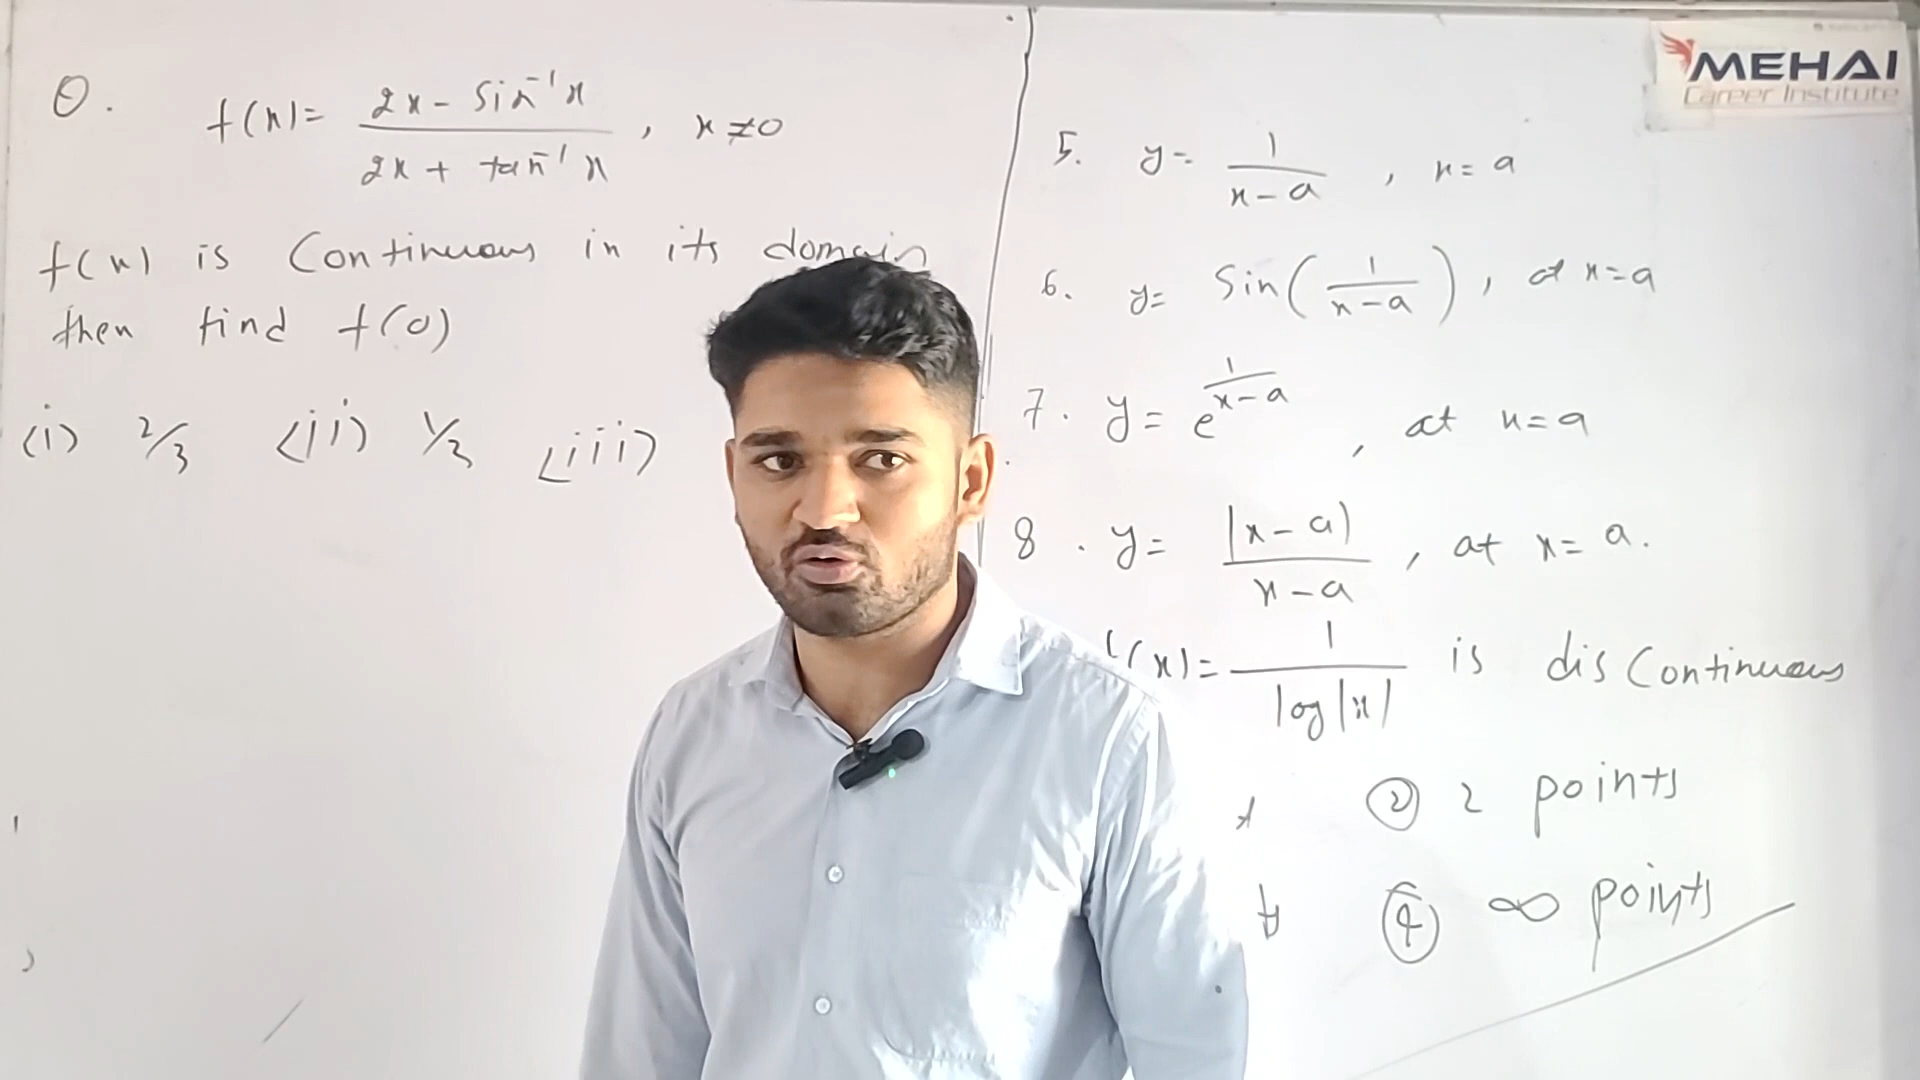 Q. f(x)= (2x - Sin⁻¹x)/(2x + tan⁻¹x) , x ≠ 0
f(x) is Continuous in its domain
then find f(0)
(i) 2/3 (ii) 1/3 (iii)
MEHAI
Career Institute
5. y= 1/(x-a) , x= a
6. y= Sin(1/(x-a)) , at x=a
7. y= e^(1/(x-a)) , at x=a
8. y= |x-a|/(x-a) , at x= a.
(x)= 1/log|x| is discontinuous
② 2 points
④ ∞ points